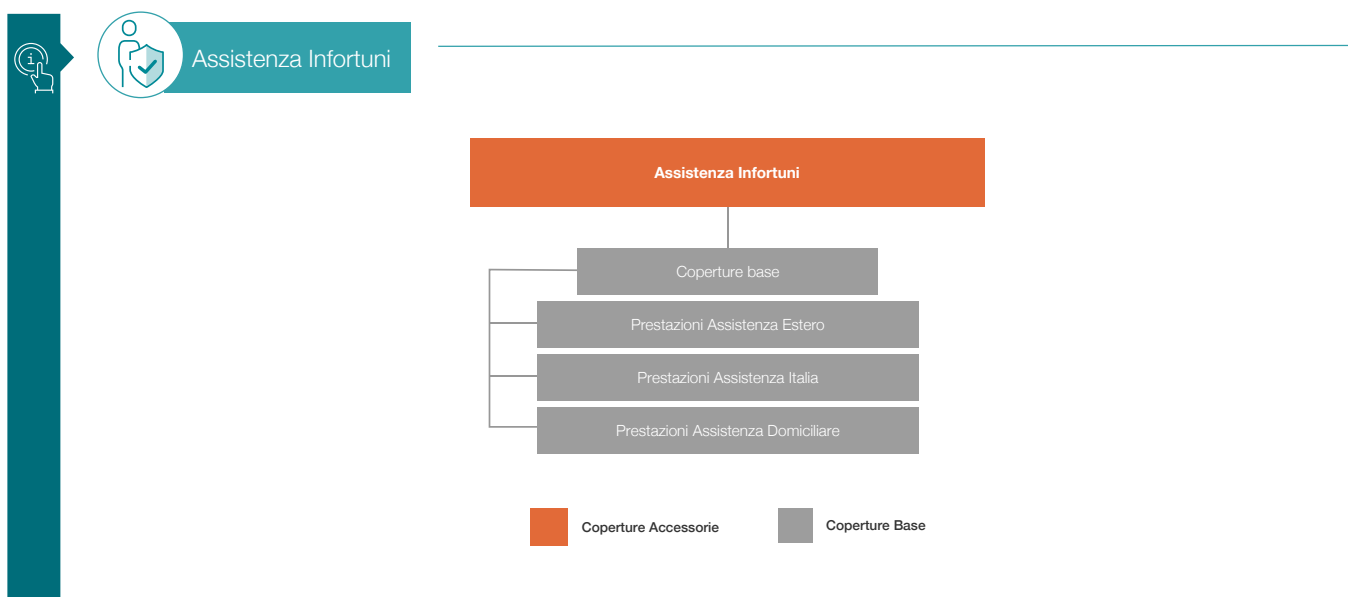 Assistenza Infortuni
Assistenza Infortuni
Coperture base
Prestazioni Assistenza Estero
Prestazioni Assistenza Italia
Prestazioni Assistenza Domiciliare
Coperture Accessorie
Coperture Base